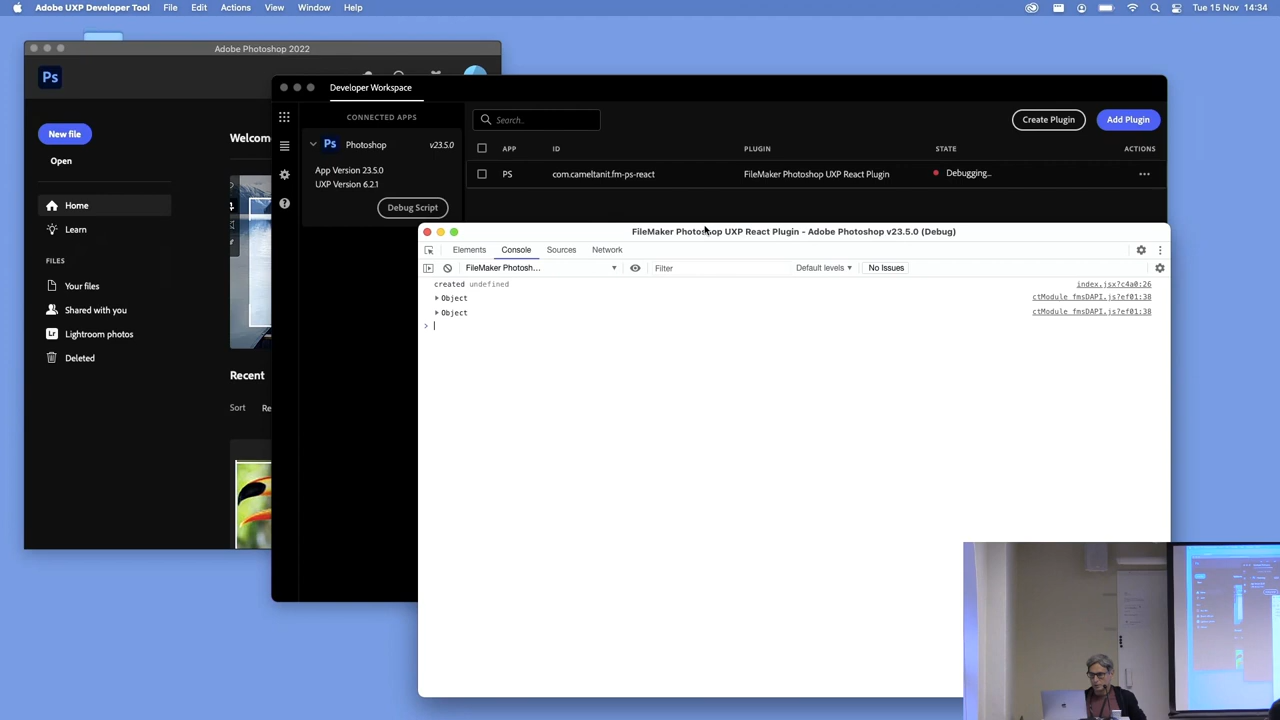 Adobe UXP Developer Tool File Edit Actions View Window Help
Tue 15 Nov 14:34
Adobe Photoshop 2022
Ps
New file
Open
Home
Learn
FILES
Your files
Shared with you
Lr Lightroom photos
Deleted
Welcom
Recent
Sort Re
Developer Workspace
CONNECTED APPS
Ps Photoshop v23.5.0
App Version 23.5.0
UXP Version 6.2.1
Debug Script
Search..
Create Plugin Add Plugin
APP ID PLUGIN STATE ACTIONS
PS com.cameltanit.fm-ps-react FileMaker Photoshop UXP React Plugin Debugging...
FileMaker Photoshop UXP React Plugin - Adobe Photoshop v23.5.0 (Debug)
Elements Console Sources Network
FileMaker Photosh... Filter Default levels No Issues
created undefined index.jsx?c4a0:26
Object ctModule_fmsDAPI.js?ef01:38
Object ctModule_fmsDAPI.js?ef01:38